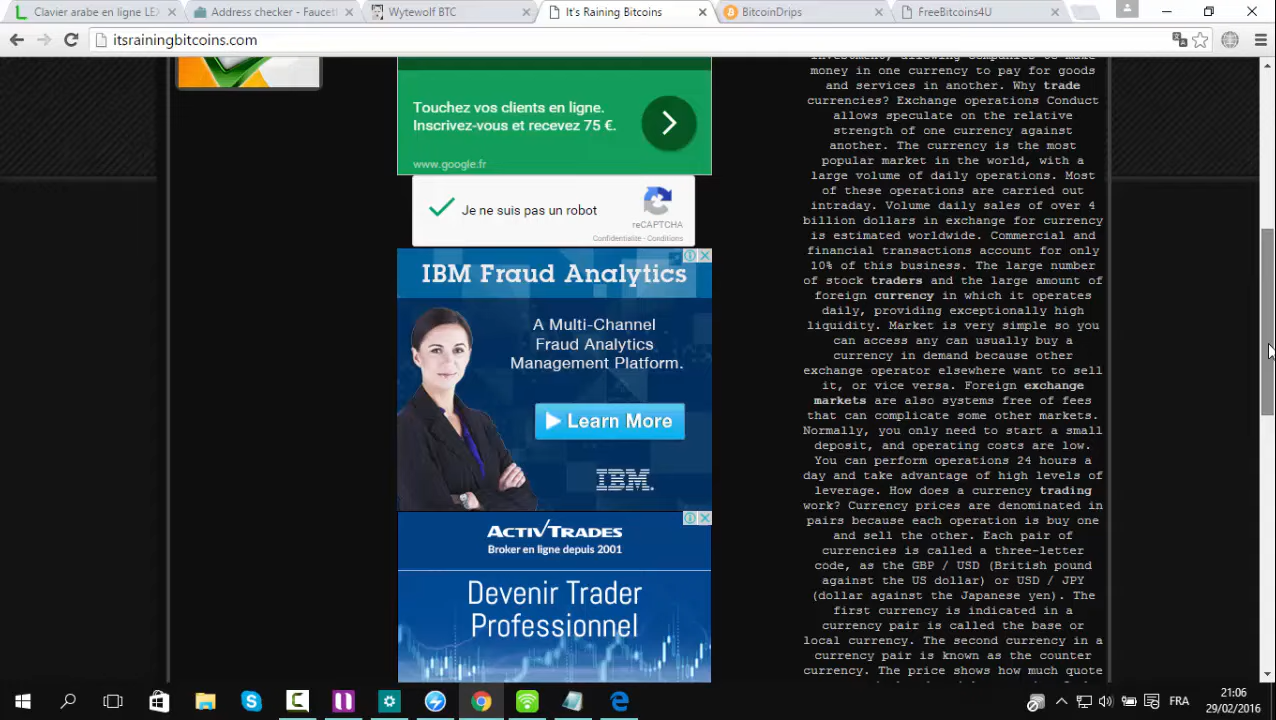 Clavier arabe en ligne LEX
Address checker - Faucet
Wytewolf BTC
It's Raining Bitcoins
BitcoinDrips
FreeBitcoins4U
itsrainingbitcoins.com
Touchez vos clients en ligne.
Inscrivez-vous et recevez 75 €.
www.google.fr
Je ne suis pas un robot
reCAPTCHA
Confidentialité - Conditions
IBM Fraud Analytics
A Multi-Channel
Fraud Analytics
Management Platform.
Learn More
IBM.
ACTIVTRADES
Broker en ligne depuis 2001
Devenir Trader
Professionnel
investment, allowing companies to make
money in one currency to pay for goods
and services in another. Why trade
currencies? Exchange operations Conduct
allows speculate on the relative
strength of one currency against
another. The currency is the most
popular market in the world, with a
large volume of daily operations. Most
of these operations are carried out
intraday. Volume daily sales of over 4
billion dollars in exchange for currency
is estimated worldwide. Commercial and
financial transactions account for only
10% of this business. The large number
of stock traders and the large amount of
foreign currency in which it operates
daily, providing exceptionally high
liquidity. Market is very simple so you
can access any can usually buy a
currency in demand because other
exchange operator elsewhere want to sell
it, or vice versa. Foreign exchange
markets are also systems free of fees
that can complicate some other markets.
Normally, you only need to start a small
deposit, and operating costs are low.
You can perform operations 24 hours a
day and take advantage of high levels of
leverage. How does a currency trading
work? Currency prices are denominated in
pairs because each operation is buy one
and sell the other. Each pair of
currencies is called a three-letter
code, as the GBP / USD (British pound
against the US dollar) or USD / JPY
(dollar against the Japanese yen). The
first currency is indicated in a
currency pair is called the base or
local currency. The second currency in a
currency pair is known as the counter
currency. The price shows how much quote
FRA
21:06
29/02/2016